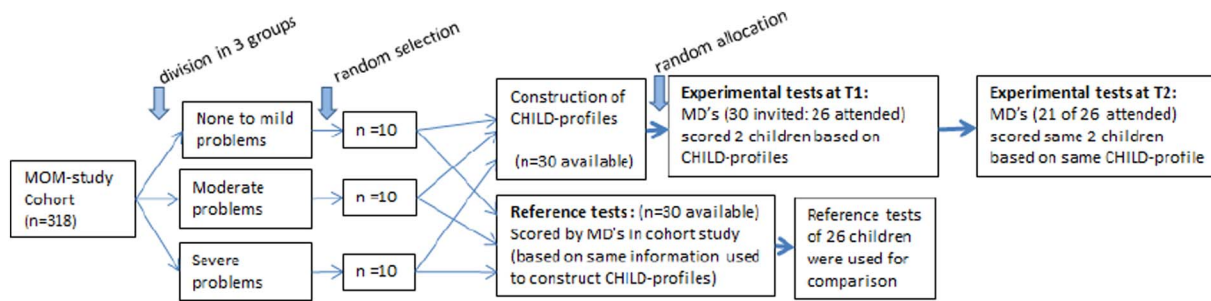 division in 3 groups
random selection
random allocation
MOM-study
Cohort
(n=318)
None to mild
problems
Moderate
problems
Severe
problems
n =10
n =10
n =10
Construction of
CHILD-profiles
(n=30 available)
Reference tests: (n=30 available)
Scored by MD's in cohort study
(based on same information used
to construct CHILD-profiles)
Experimental tests at T1:
MD's (30 invited: 26 attended)
scored 2 children based on
CHILD-profiles
Reference tests
of 26 children
were used for
comparison
Experimental tests at T2:
MD's (21 of 26 attended)
scored same 2 children
based on same CHILD-profile